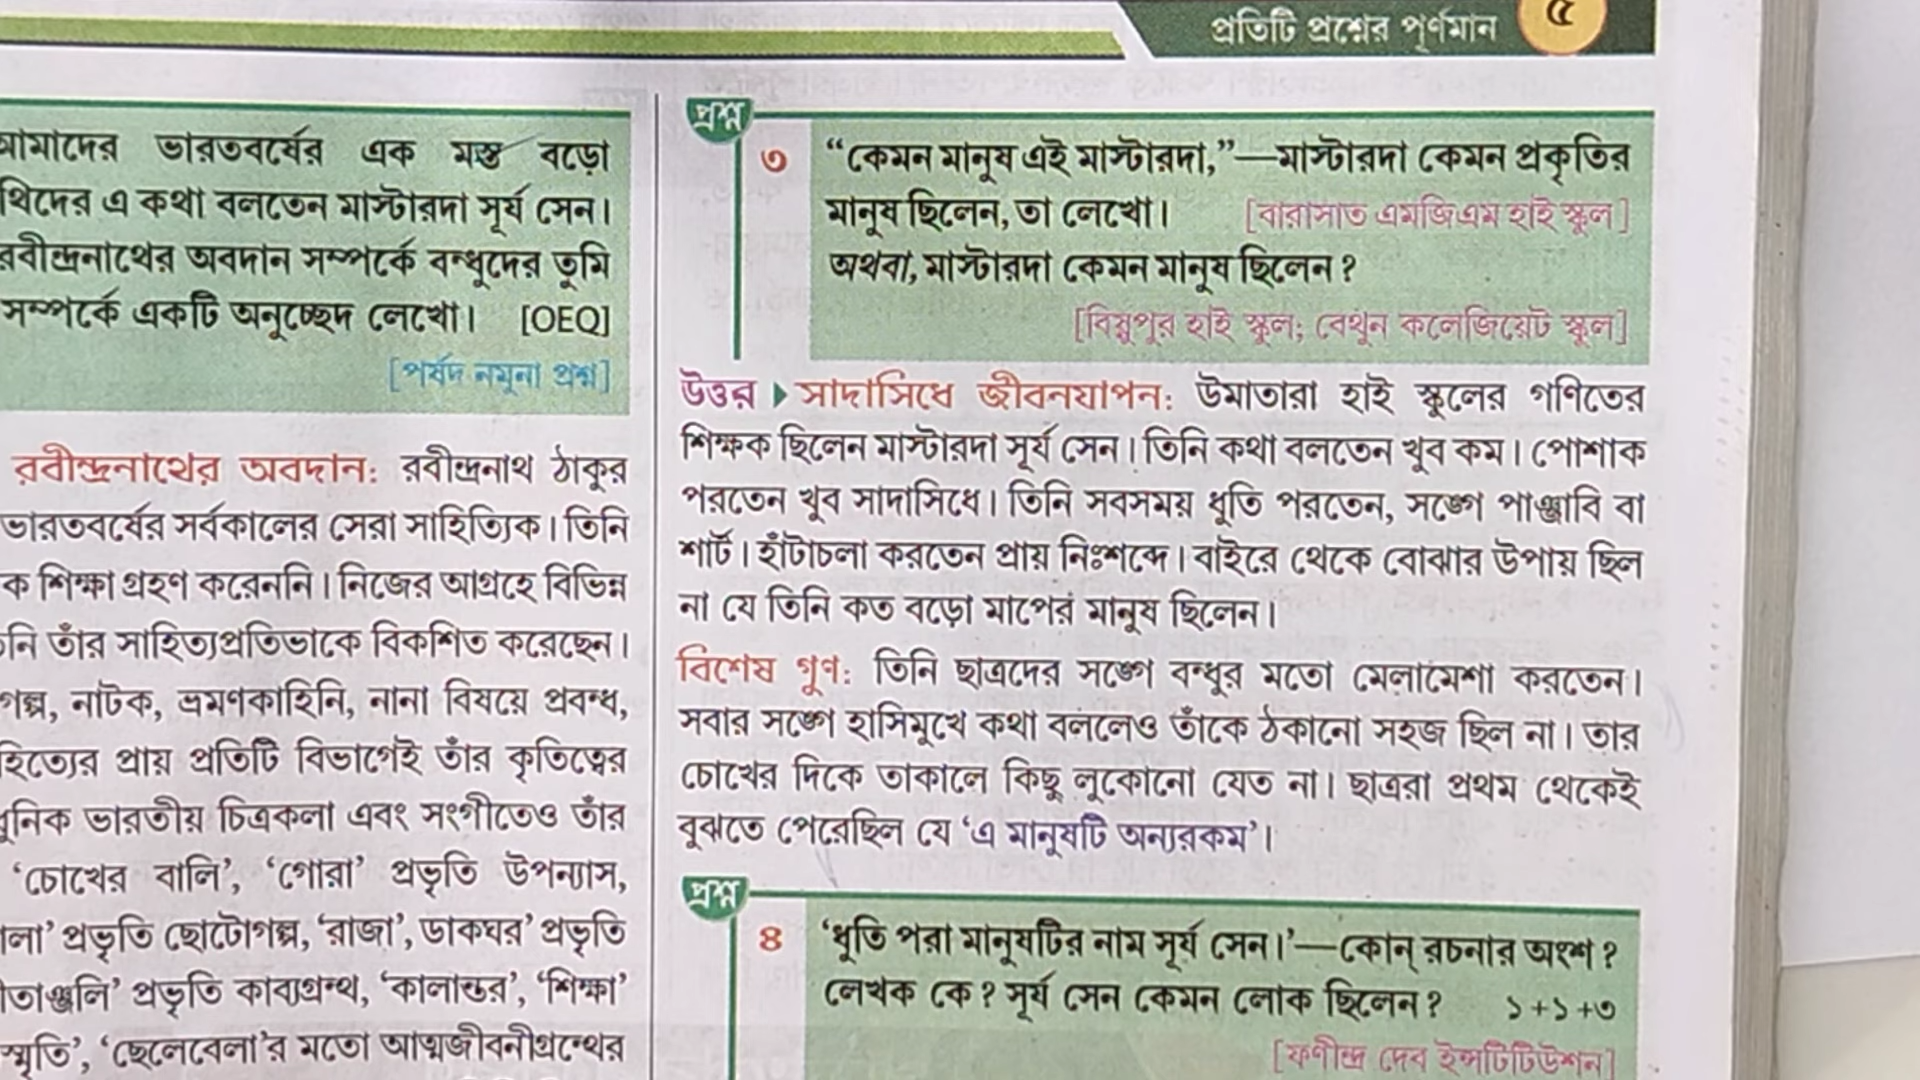 প্রতিটি প্রশ্নের পূর্ণমান ৫
আমাদের ভারতবর্ষের এক মস্ত বড়ো
থিদের এ কথা বলতেন মাস্টারদা সূর্য সেন।
রবীন্দ্রনাথের অবদান সম্পর্কে বন্ধুদের তুমি
সম্পর্কে একটি অনুচ্ছেদ লেখো। [OEQ]
[পর্ষদ নমুনা প্রশ্ন]
রবীন্দ্রনাথের অবদান: রবীন্দ্রনাথ ঠাকুর
ভারতবর্ষের সর্বকালের সেরা সাহিত্যিক। তিনি
ক শিক্ষা গ্রহণ করেননি। নিজের আগ্রহে বিভিন্ন
নি তাঁর সাহিত্যপ্রতিভাকে বিকশিত করেছেন।
গল্প, নাটক, ভ্রমণকাহিনি, নানা বিষয়ে প্রবন্ধ,
হিত্যের প্রায় প্রতিটি বিভাগেই তাঁর কৃতিত্বের
ধুনিক ভারতীয় চিত্রকলা এবং সংগীতেও তাঁর
‘চোখের বালি’, ‘গোরা’ প্রভৃতি উপন্যাস,
লা’ প্রভৃতি ছোটোগল্প, ‘রাজা’, ডাকঘর’ প্রভৃতি
তাঞ্জলি’ প্রভৃতি কাব্যগ্রন্থ, ‘কালান্তর’, ‘শিক্ষা’
স্মৃতি’, ‘ছেলেবেলা’র মতো আত্মজীবনীগ্রন্থের
প্রশ্ন
৩ “কেমন মানুষ এই মাস্টারদা,”—মাস্টারদা কেমন প্রকৃতির
মানুষ ছিলেন, তা লেখো। [বারাসাত এমজিএম হাই স্কুল]
অথবা, মাস্টারদা কেমন মানুষ ছিলেন?
[বিষ্ণুপুর হাই স্কুল; বেথুন কলেজিয়েট স্কুল]
উত্তর ▶ সাদাসিধে জীবনযাপন: উমাতারা হাই স্কুলের গণিতের
শিক্ষক ছিলেন মাস্টারদা সূর্য সেন। তিনি কথা বলতেন খুব কম। পোশাক
পরতেন খুব সাদাসিধে। তিনি সবসময় ধুতি পরতেন, সঙ্গে পাঞ্জাবি বা
শার্ট। হাঁটাচলা করতেন প্রায় নিঃশব্দে। বাইরে থেকে বোঝার উপায় ছিল
না যে তিনি কত বড়ো মাপের মানুষ ছিলেন।
বিশেষ গুণ: তিনি ছাত্রদের সঙ্গে বন্ধুর মতো মেলামেশা করতেন।
সবার সঙ্গে হাসিমুখে কথা বললেও তাঁকে ঠকানো সহজ ছিল না। তার
চোখের দিকে তাকালে কিছু লুকোনো যেত না। ছাত্ররা প্রথম থেকেই
বুঝতে পেরেছিল যে ‘এ মানুষটি অন্যরকম’।
প্রশ্ন
৪ ‘ধুতি পরা মানুষটির নাম সূর্য সেন।’—কোন্ রচনার অংশ?
লেখক কে? সূর্য সেন কেমন লোক ছিলেন? ১+১+৩
[ফণীন্দ্র দেব ইন্সটিটিউশন]